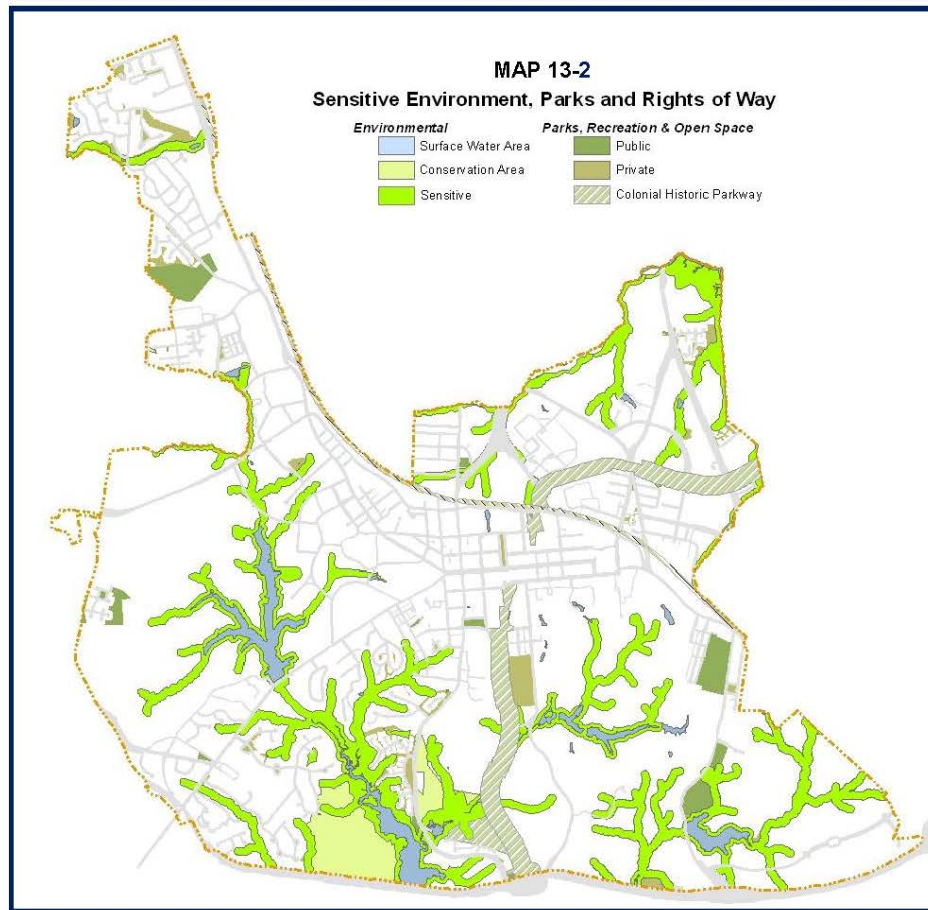 MAP 13-2
Sensitive Environment, Parks and Rights of Way
Environmental
Surface Water Area
Conservation Area
Sensitive
Parks, Recreation & Open Space
Public
Private
Colonial Historic Parkway